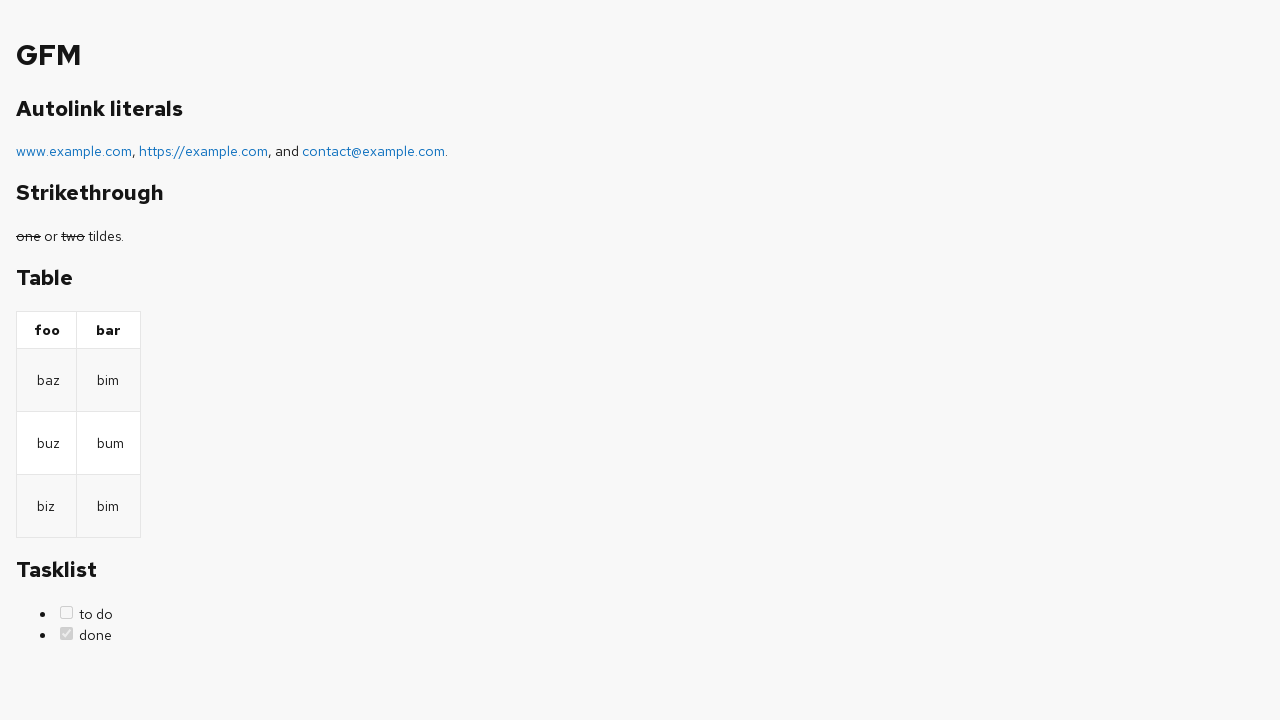 GFM
Autolink literals
www.example.com, https://example.com, and contact@example.com.
Strikethrough
one or two tildes.
Table
foo bar
baz bim
buz bum
biz bim
Tasklist
to do
done